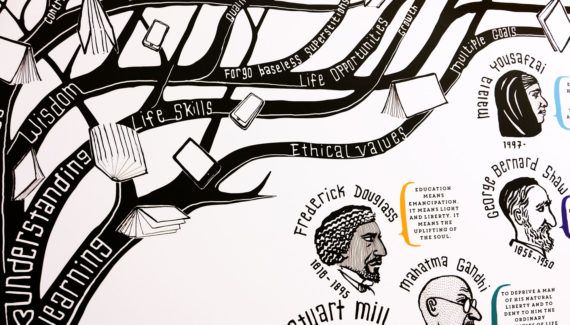 Forgo baseless superstitions
Life Opportunities
Growth
Multiple Goals
Wisdom
Life Skills
Ethical values
Understanding
Learning
Malala Yousafzai
1997-
George Bernard Shaw
1856-1950
Frederick Douglass
1818-1895
EDUCATION
MEANS
EMANCIPATION.
IT MEANS LIGHT
AND LIBERTY. IT
MEANS THE
UPLIFTING OF
THE SOUL.
Mahatma Gandhi
TO DEPRIVE A MAN
OF HIS NATURAL
LIBERTY AND TO
DENY TO HIM THE
ORDINARY
OF LIFE
Stuart Mill